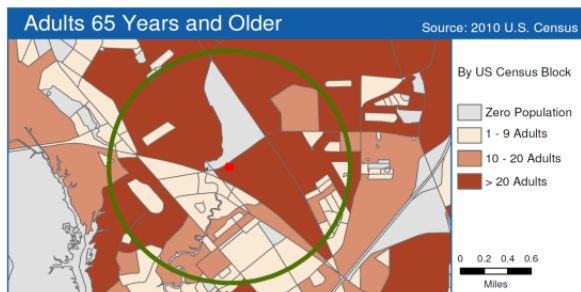 Adults 65 Years and Older
Source: 2010 U.S. Census
By US Census Block
Zero Population
1 - 9 Adults
10 - 20 Adults
> 20 Adults
0 0.2 0.4 0.6
Miles